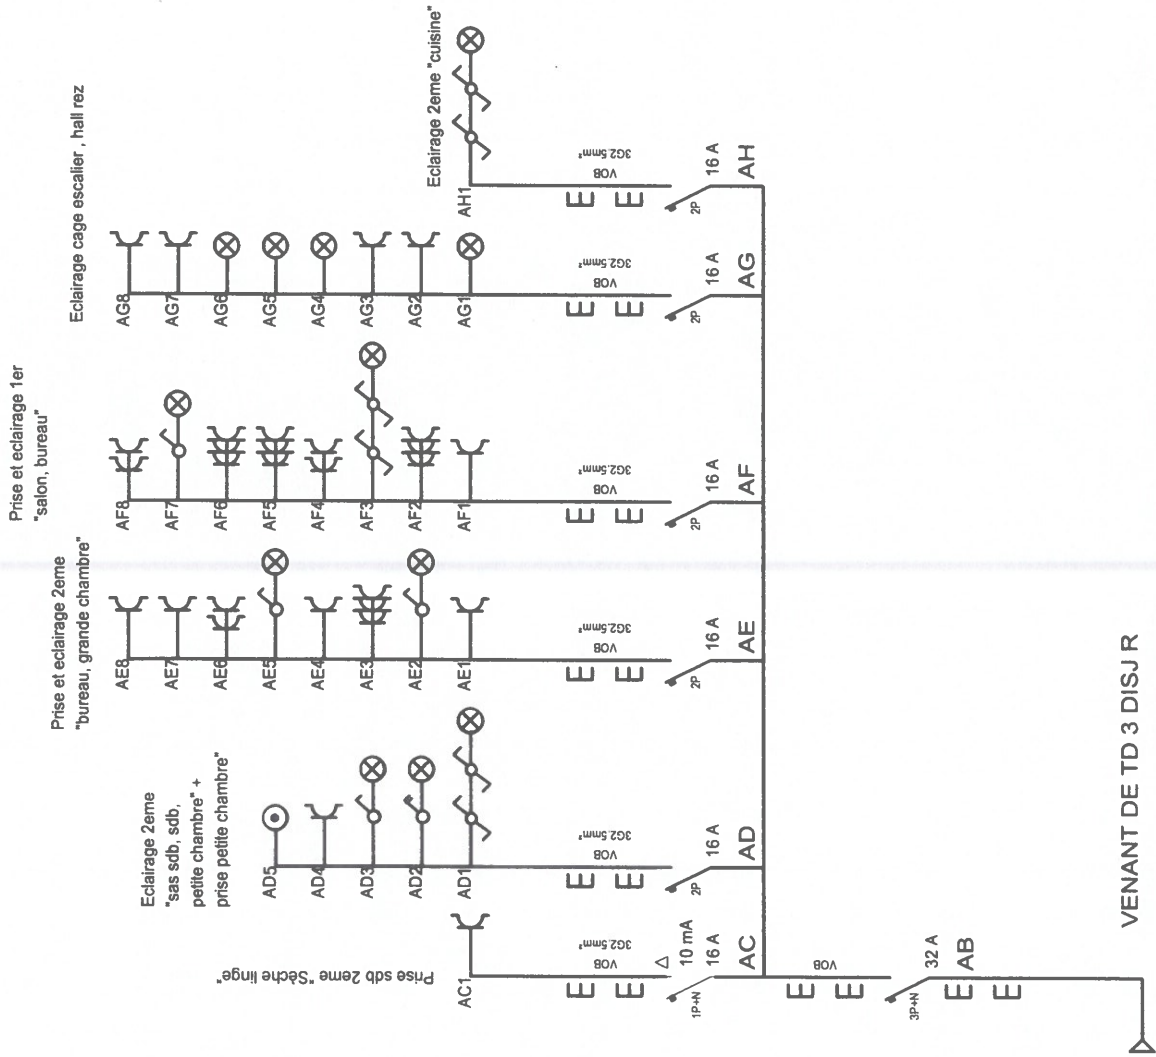 Prise sdb 2eme "Sèche linge"
AC1
3G2.5mm²
VOB
Δ 10 mA
1P+N
16 A
AC
Eclairage 2eme
"sas sdb, sdb,
petite chambre" +
prise petite chambre"
AD5
AD4
AD3
AD2
AD1
3G2.5mm²
VOB
2P
16 A
AD
Prise et eclairage 2eme
"bureau, grande chambre"
AE8
AE7
AE6
AE5
AE4
AE3
AE2
AE1
3G2.5mm²
VOB
2P
16 A
AE
Prise et eclairage 1er
"salon, bureau"
AF8
AF7
AF6
AF5
AF4
AF3
AF2
AF1
3G2.5mm²
VOB
2P
16 A
AF
Eclairage cage escalier , hall rez
AG8
AG7
AG6
AG5
AG4
AG3
AG2
AG1
3G2.5mm²
VOB
2P
16 A
AG
Eclairage 2eme "cuisine"
AH1
3G2.5mm²
VOB
2P
16 A
AH
VOB
3P+N
32 A
AB
VENANT DE TD 3 DISJ R